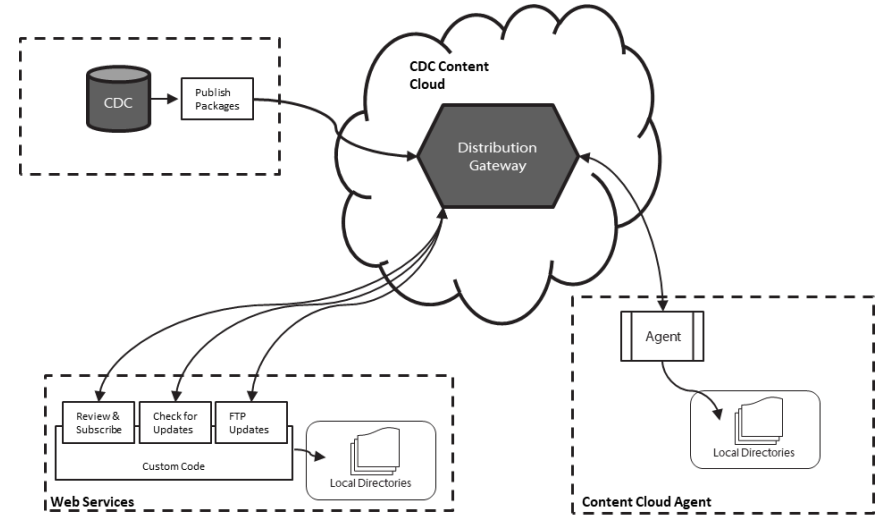 CDC
Publish
Packages
CDC Content
Cloud
Distribution
Gateway
Agent
Local Directories
Content Cloud Agent
Review &
Subscribe
Check for
Updates
FTP
Updates
Custom Code
Local Directories
Web Services